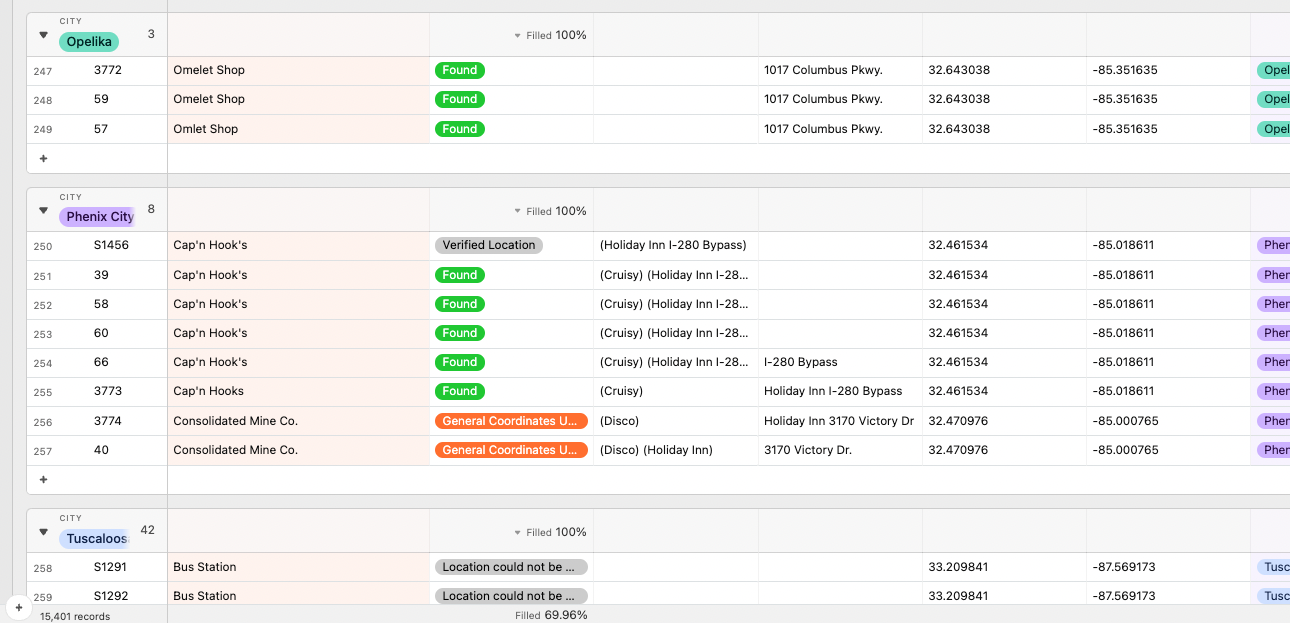 CITY
Opelika 3 Filled 100%
247 3772 Omelet Shop Found 1017 Columbus Pkwy. 32.643038 -85.351635 Opel
248 59 Omelet Shop Found 1017 Columbus Pkwy. 32.643038 -85.351635 Opel
249 57 Omlet Shop Found 1017 Columbus Pkwy. 32.643038 -85.351635 Opel
+
CITY
Phenix City 8 Filled 100%
250 S1456 Cap'n Hook's Verified Location (Holiday Inn I-280 Bypass) 32.461534 -85.018611 Phen
251 39 Cap'n Hook's Found (Cruisy) (Holiday Inn I-28... 32.461534 -85.018611 Phen
252 58 Cap'n Hook's Found (Cruisy) (Holiday Inn I-28... 32.461534 -85.018611 Phen
253 60 Cap'n Hook's Found (Cruisy) (Holiday Inn I-28... 32.461534 -85.018611 Phen
254 66 Cap'n Hook's Found (Cruisy) (Holiday Inn I-28... I-280 Bypass 32.461534 -85.018611 Phen
255 3773 Cap'n Hooks Found (Cruisy) Holiday Inn I-280 Bypass 32.461534 -85.018611 Phen
256 3774 Consolidated Mine Co. General Coordinates U... (Disco) Holiday Inn 3170 Victory Dr 32.470976 -85.000765 Phen
257 40 Consolidated Mine Co. General Coordinates U... (Disco) (Holiday Inn) 3170 Victory Dr. 32.470976 -85.000765 Phen
+
CITY
Tuscaloos 42 Filled 100%
258 S1291 Bus Station Location could not be ... 33.209841 -87.569173 Tusc
259 S1292 Bus Station Location could not be ... 33.209841 -87.569173 Tusc
+
15,401 records Filled 69.96%